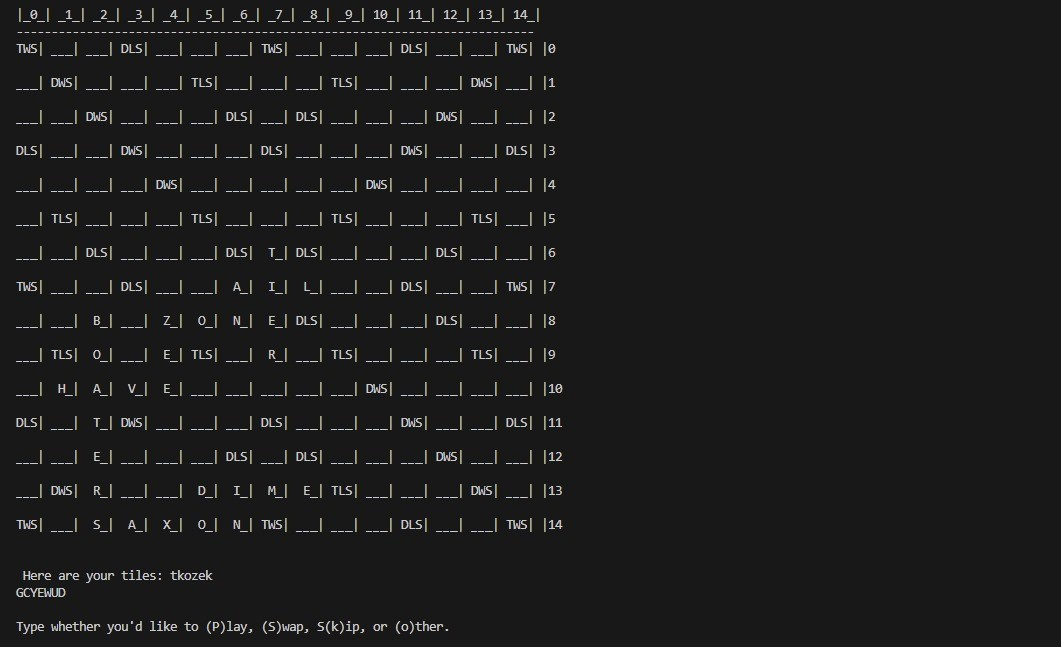 |_0_| _1_| _2_| _3_| _4_| _5_| _6_| _7_| _8_| _9_| 10_| 11_| 12_| 13_| 14_|
--------------------------------------------------------------------------
TWS| ___| ___| DLS| ___| ___| ___| TWS| ___| ___| ___| DLS| ___| ___| TWS| |0
___| DWS| ___| ___| ___| TLS| ___| ___| ___| TLS| ___| ___| ___| DWS| ___| |1
___| ___| DWS| ___| ___| ___| DLS| ___| DLS| ___| ___| ___| DWS| ___| ___| |2
DLS| ___| ___| DWS| ___| ___| ___| DLS| ___| ___| ___| DWS| ___| ___| DLS| |3
___| ___| ___| ___| DWS| ___| ___| ___| ___| ___| DWS| ___| ___| ___| ___| |4
___| TLS| ___| ___| ___| TLS| ___| ___| ___| TLS| ___| ___| ___| TLS| ___| |5
___| ___| DLS| ___| ___| ___| DLS| T_| DLS| ___| ___| ___| DLS| ___| ___| |6
TWS| ___| ___| DLS| ___| ___| A_| I_| L_| ___| ___| DLS| ___| ___| TWS| |7
___| ___| B_| ___| Z_| O_| N_| E_| DLS| ___| ___| ___| DLS| ___| ___| |8
___| TLS| O_| ___| E_| TLS| ___| R_| ___| TLS| ___| ___| ___| TLS| ___| |9
___| H_| A_| V_| E_| ___| ___| ___| ___| ___| DWS| ___| ___| ___| ___| |10
DLS| ___| T_| DWS| ___| ___| ___| DLS| ___| ___| ___| DWS| ___| ___| DLS| |11
___| ___| E_| ___| ___| ___| DLS| ___| DLS| ___| ___| ___| DWS| ___| ___| |12
___| DWS| R_| ___| ___| D_| I_| M_| E_| TLS| ___| ___| ___| DWS| ___| |13
TWS| ___| S_| A_| X_| O_| N_| TWS| ___| ___| ___| DLS| ___| ___| TWS| |14
Here are your tiles: tkozek
GCYEWUD
Type whether you'd like to (P)lay, (S)wap, S(k)ip, or (o)ther.